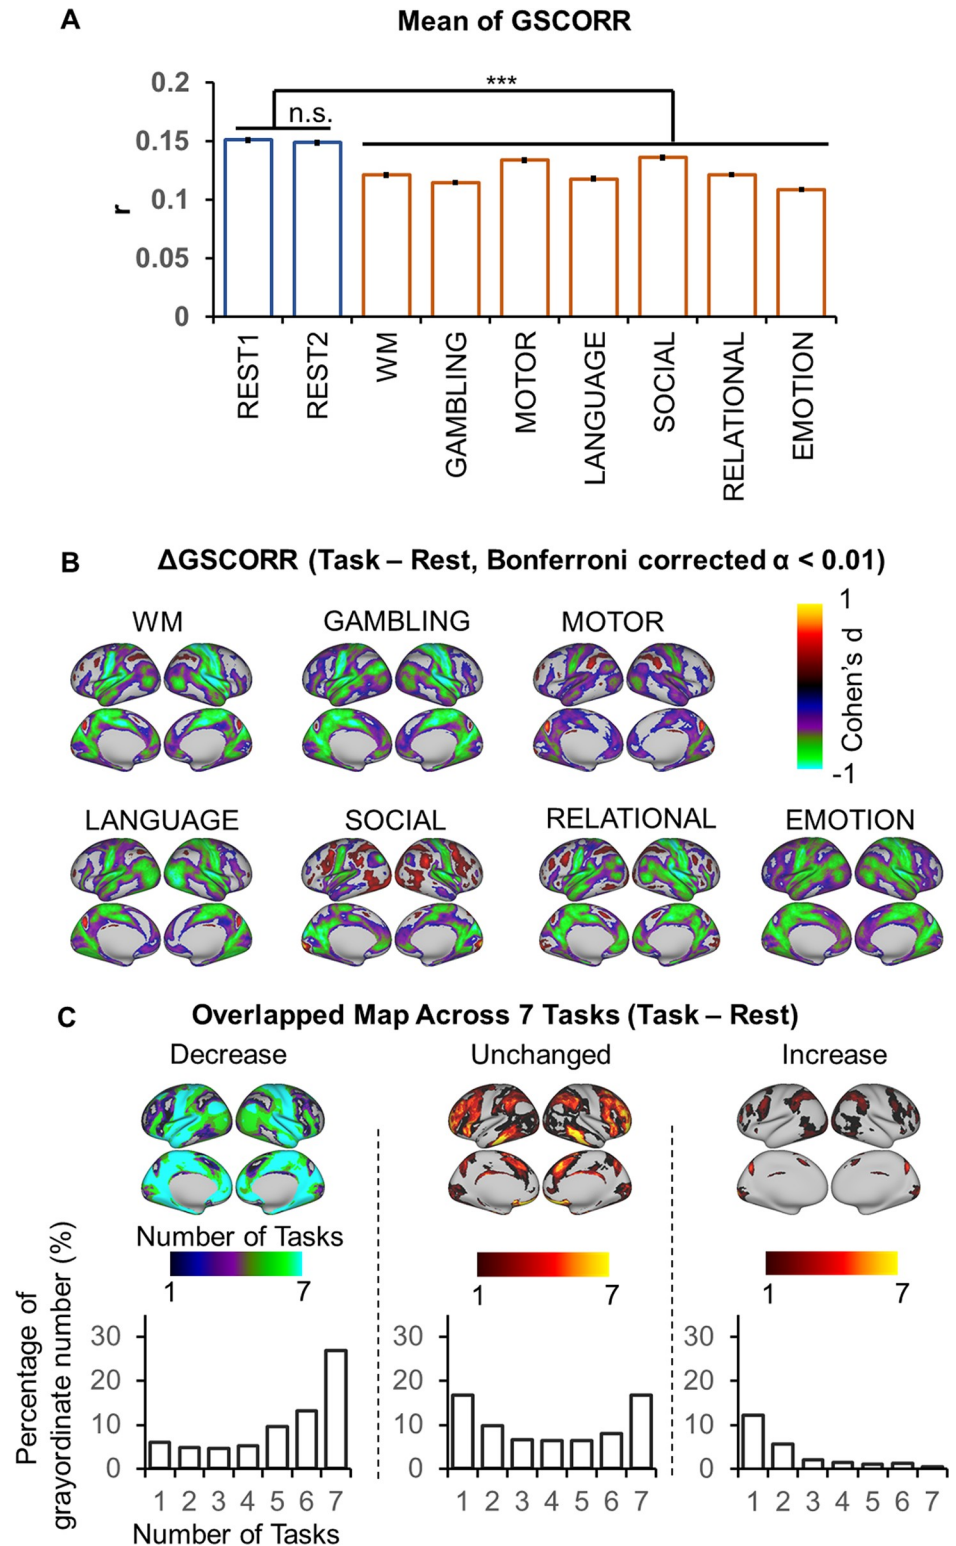 A
Mean of GSCORR
***
n.s.
0.2
0.15
0.1
0.05
0
r
REST1
REST2
WM
GAMBLING
MOTOR
LANGUAGE
SOCIAL
RELATIONAL
EMOTION
B
ΔGSCORR (Task – Rest, Bonferroni corrected α < 0.01)
WM
GAMBLING
MOTOR
1
Cohen's d
-1
LANGUAGE
SOCIAL
RELATIONAL
EMOTION
C
Overlapped Map Across 7 Tasks (Task – Rest)
Decrease
Unchanged
Increase
Number of Tasks
1 7
1 7
1 7
Percentage of
grayordinate number (%)
30
20
10
0
1 2 3 4 5 6 7
Number of Tasks
30
20
10
0
1 2 3 4 5 6 7
30
20
10
0
1 2 3 4 5 6 7